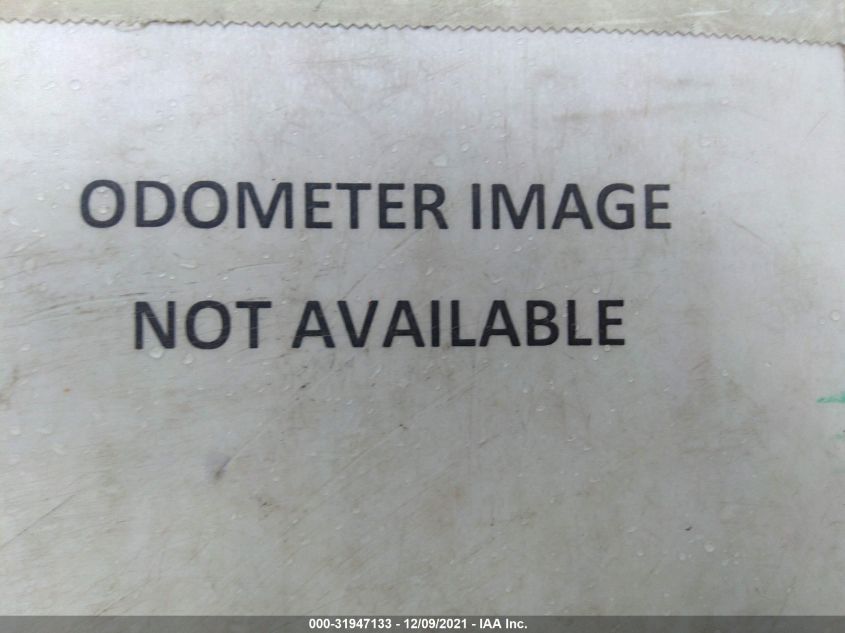 ODOMETER IMAGE
NOT AVAILABLE
000-31947133 - 12/09/2021 - IAA Inc.